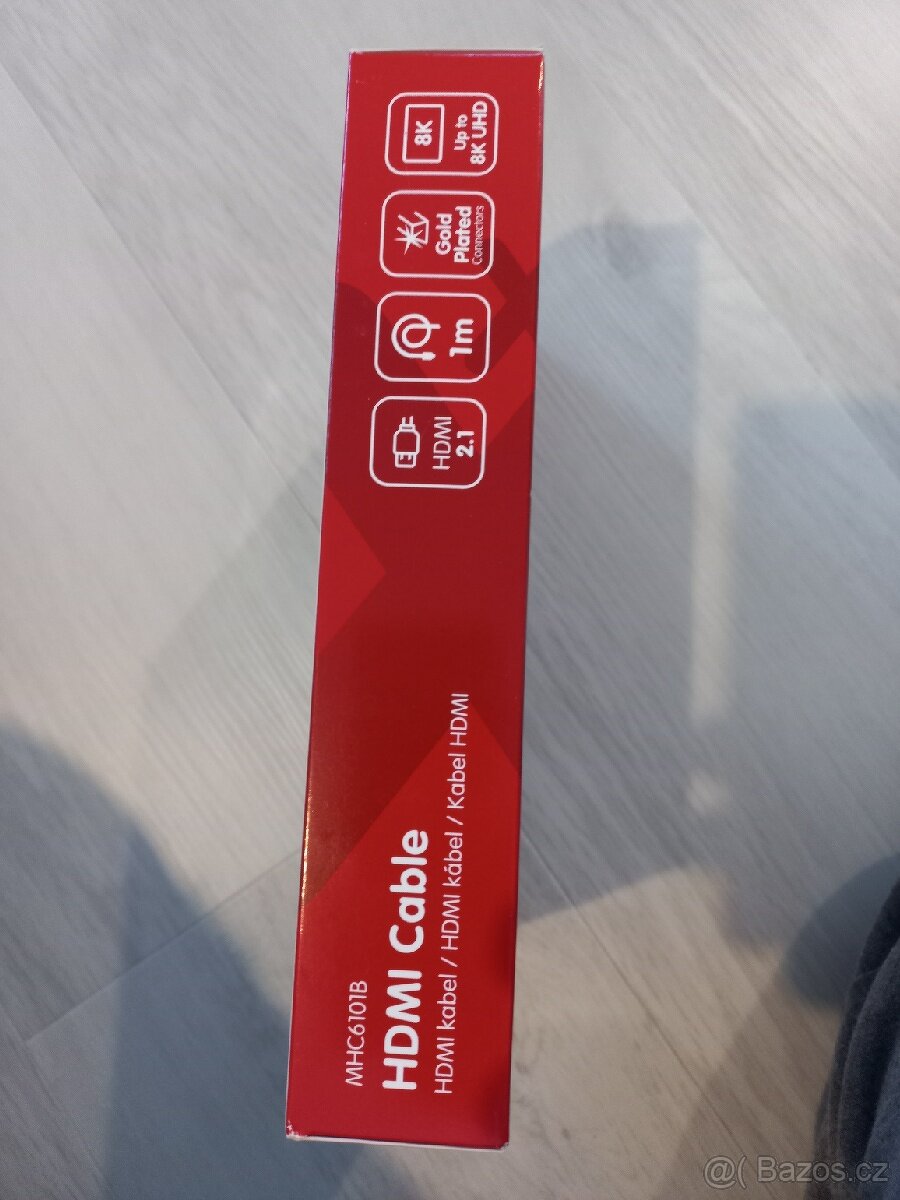 MHC6101B
HDMI Cable
HDMI kabel / HDMI kábel / Kabel HDMI
HDMI
2.1
1m
Gold
Plated
Connectors
8K
Up to
8K UHD
@( Bazos.cz